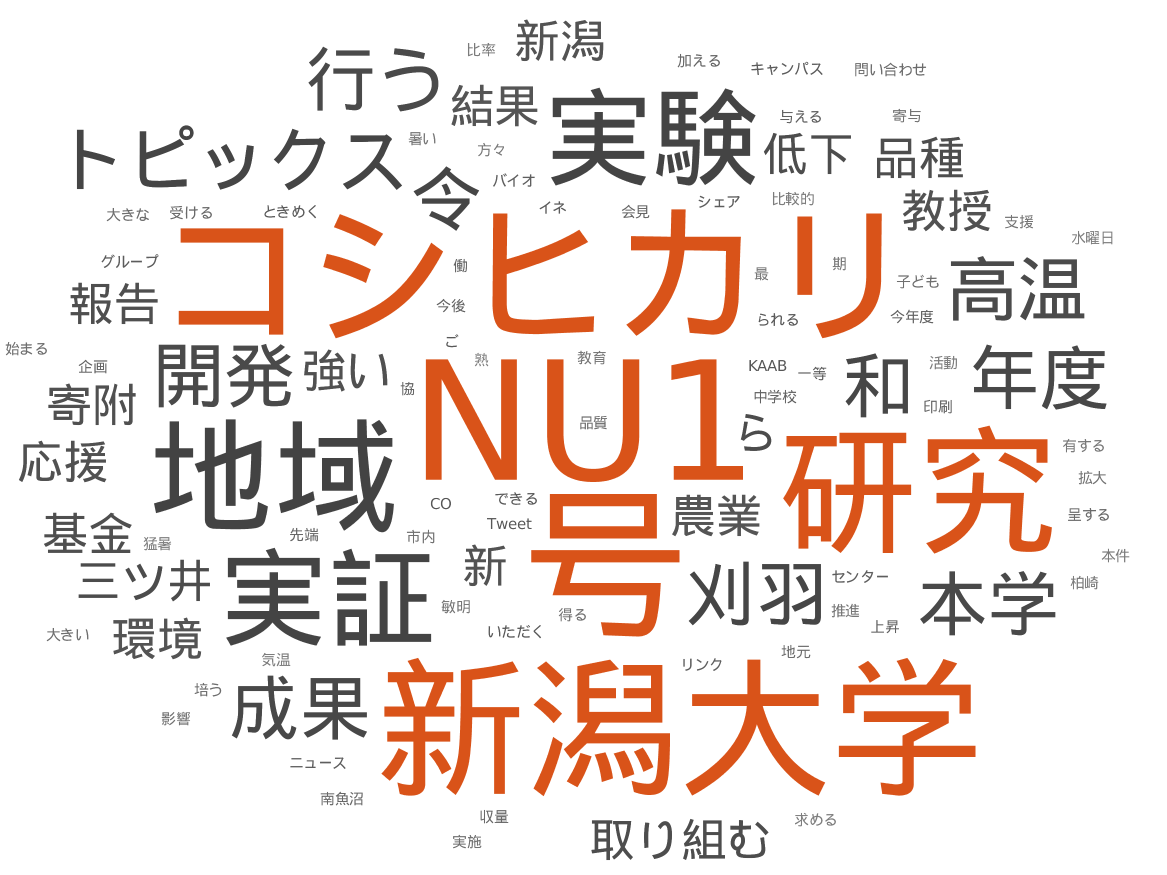 新潟
比率
行う
加える
キャンパス
問い合わせ
結果
実験
与える
寄与
トピックス
暑い
方々
低下
品種
令
バイオ
イネ
会見
シェア
比較的
教授
支援
大きな
受ける
ときめく
水曜日
コシヒカリ
グループ
働
最
期
子ども
高温
報告
今後
られる
今年度
始まる
企画
開発
強い
ご
熟
教育
KAAB
一等
和
活動
年度
寄附
協
NU1
品質
中学校
印刷
応援
地域
ら
研究
有する
拡大
基金
猛暑
先端
市内
CO
できる
Tweet
農業
呈する
本件
三ツ井
実証
新
号
刈羽
センター
本学
柏崎
敏明
得る
推進
大きい
環境
いただく
上昇
気温
リンク
地元
培う
成果
新潟大学
影響
ニュース
南魚沼
収量
実施
取り組む
求める